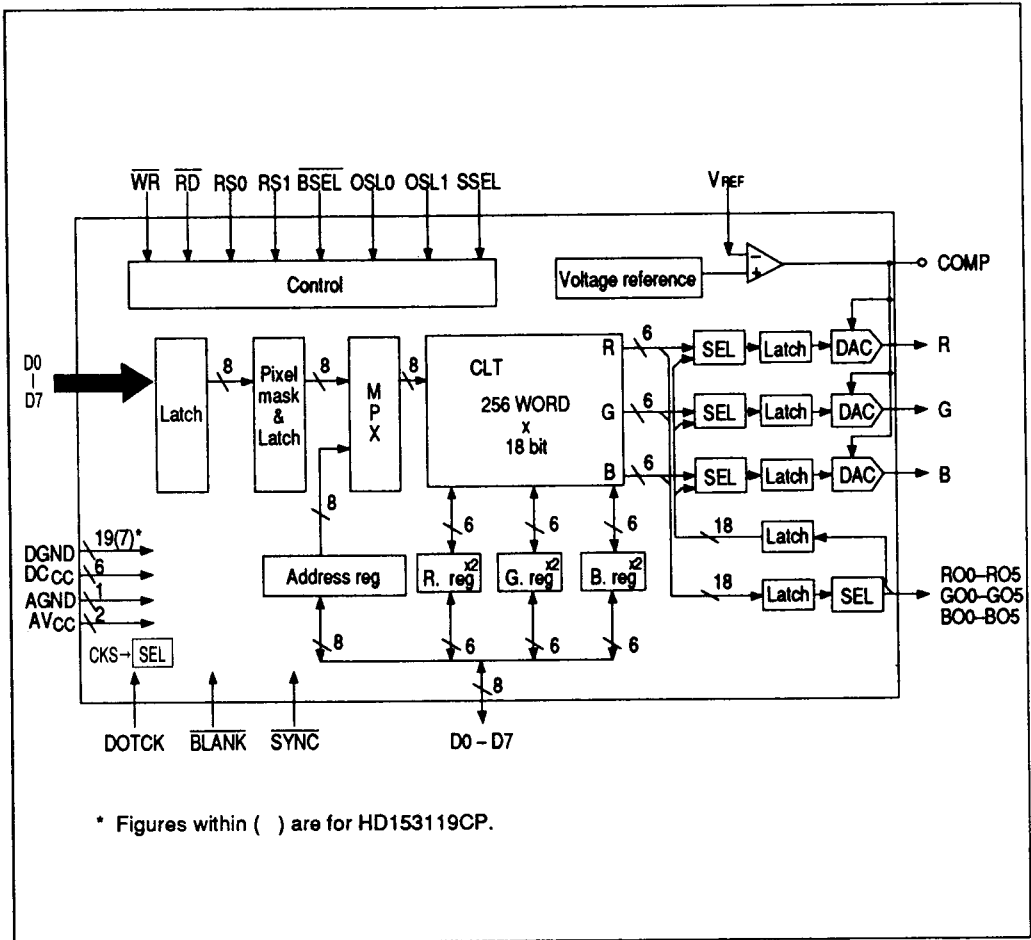 WR RD RS0 RS1 BSEL OSL0 OSL1 SSEL
VREF
Control
Voltage reference
−
+
COMP
D0
|
D7
Latch
8
Pixel
mask
&
Latch
8
M
P
X
8
CLT
256 WORD
x
18 bit
R
G
B
6
6
6
SEL
Latch
DAC
R
SEL
Latch
DAC
G
SEL
Latch
DAC
B
8
6
6
6
18
Latch
DGND 19(7)*
DCCC 6
AGND 1
AVCC 2
Address reg
R. reg x2
G. reg x2
B. reg x2
18
Latch
SEL
RO0–RO5
GO0–GO5
BO0–BO5
8
6
6
6
CKS→ SEL
8
DOTCK
BLANK
SYNC
D0 – D7
* Figures within ( ) are for HD153119CP.